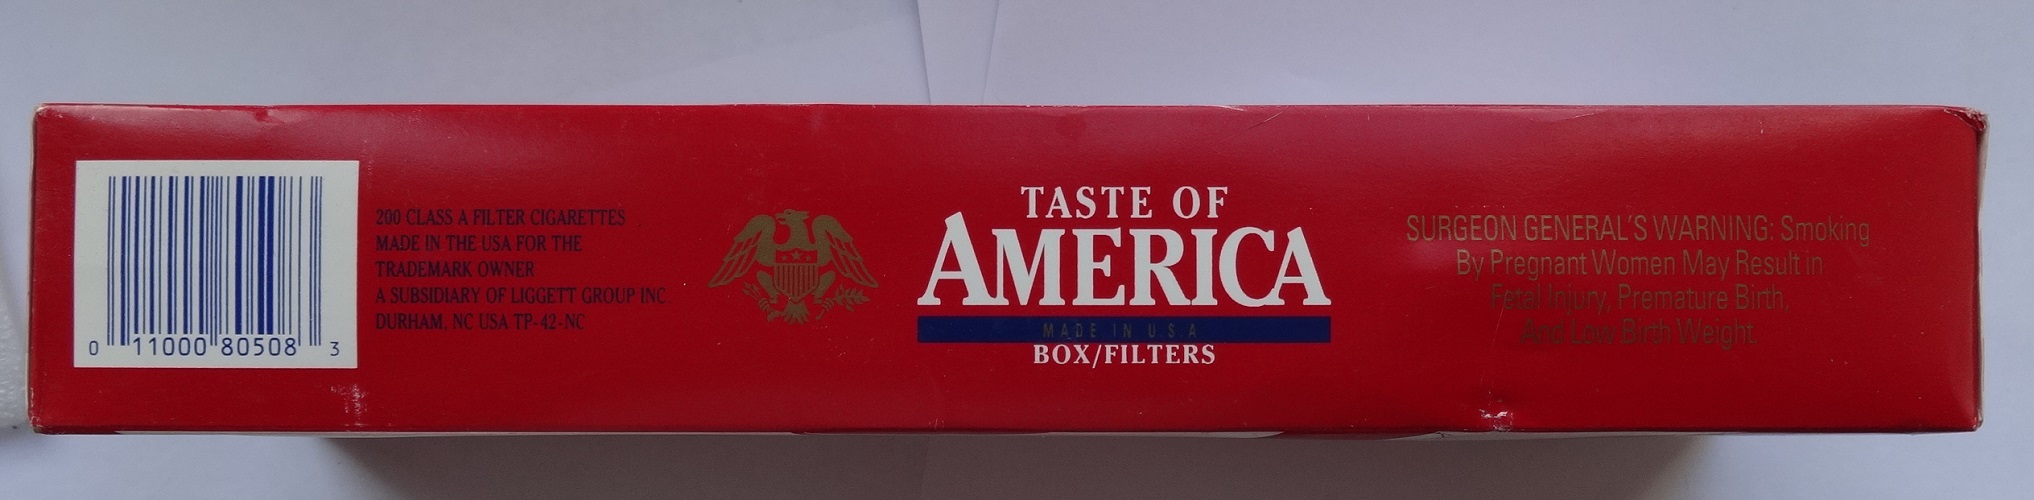 0 11000 80508 3
200 CLASS A FILTER CIGARETTES
MADE IN THE USA FOR THE
TRADEMARK OWNER
A SUBSIDIARY OF LIGGETT GROUP INC.
DURHAM, NC USA TP-42-NC
TASTE OF
AMERICA
MADE IN U.S.A
BOX/FILTERS
SURGEON GENERAL'S WARNING: Smoking
By Pregnant Women May Result in
Fetal Injury, Premature Birth,
And Low Birth Weight.